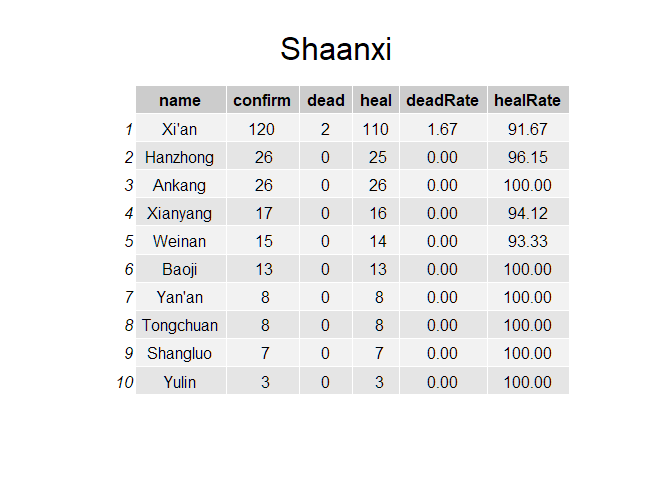 Shaanxi
name confirm dead heal deadRate healRate
1 Xi'an 120 2 110 1.67 91.67
2 Hanzhong 26 0 25 0.00 96.15
3 Ankang 26 0 26 0.00 100.00
4 Xianyang 17 0 16 0.00 94.12
5 Weinan 15 0 14 0.00 93.33
6 Baoji 13 0 13 0.00 100.00
7 Yan'an 8 0 8 0.00 100.00
8 Tongchuan 8 0 8 0.00 100.00
9 Shangluo 7 0 7 0.00 100.00
10 Yulin 3 0 3 0.00 100.00